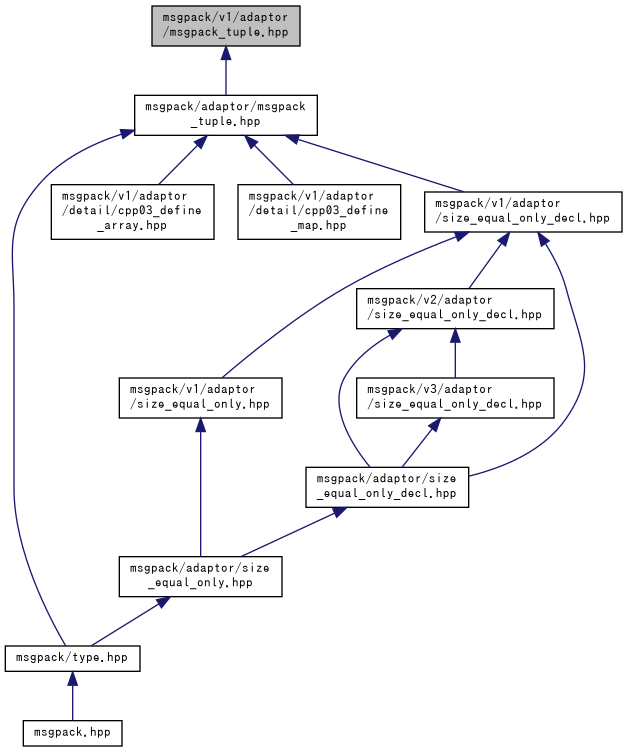 msgpack/v1/adaptor
/msgpack_tuple.hpp
msgpack/adaptor/msgpack
_tuple.hpp
msgpack/v1/adaptor
/detail/cpp03_define
_array.hpp
msgpack/v1/adaptor
/detail/cpp03_define
_map.hpp
msgpack/v1/adaptor
/size_equal_only_decl.hpp
msgpack/v2/adaptor
/size_equal_only_decl.hpp
msgpack/v1/adaptor
/size_equal_only.hpp
msgpack/v3/adaptor
/size_equal_only_decl.hpp
msgpack/adaptor/size
_equal_only_decl.hpp
msgpack/adaptor/size
_equal_only.hpp
msgpack/type.hpp
msgpack.hpp